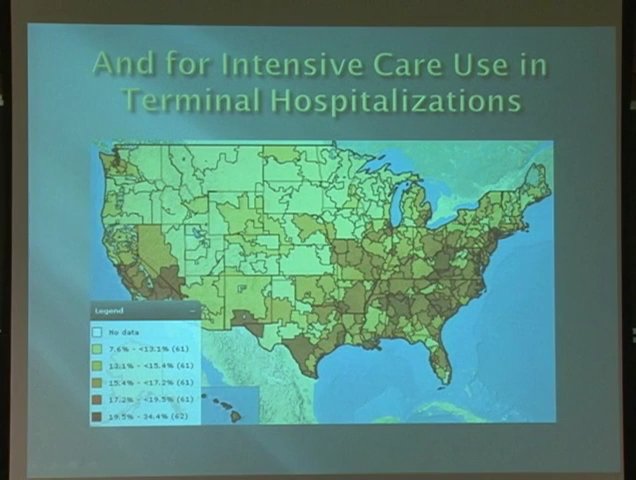 And for Intensive Care Use in
Terminal Hospitalizations
Legend
No data
7.6% - <13.1% (61)
13.1% - <15.4% (61)
15.4% - <17.2% (61)
17.2% - <19.5% (61)
19.5% - 34.4% (62)